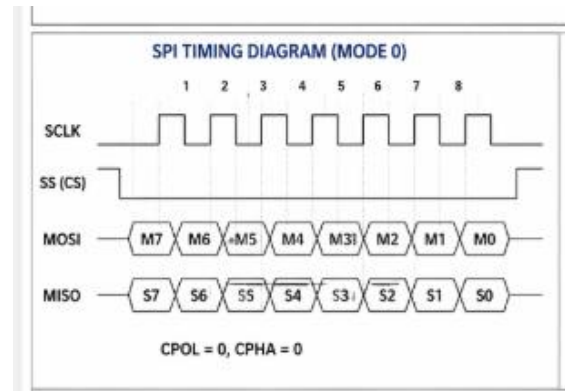 SPI TIMING DIAGRAM (MODE 0)
1 2 3 4 5 6 7 8
SCLK
SS (CS)
MOSI M7 M6 M5 M4 M3 M2 M1 M0
MISO S7 S6 S5 S4 S3 S2 S1 S0
CPOL = 0, CPHA = 0